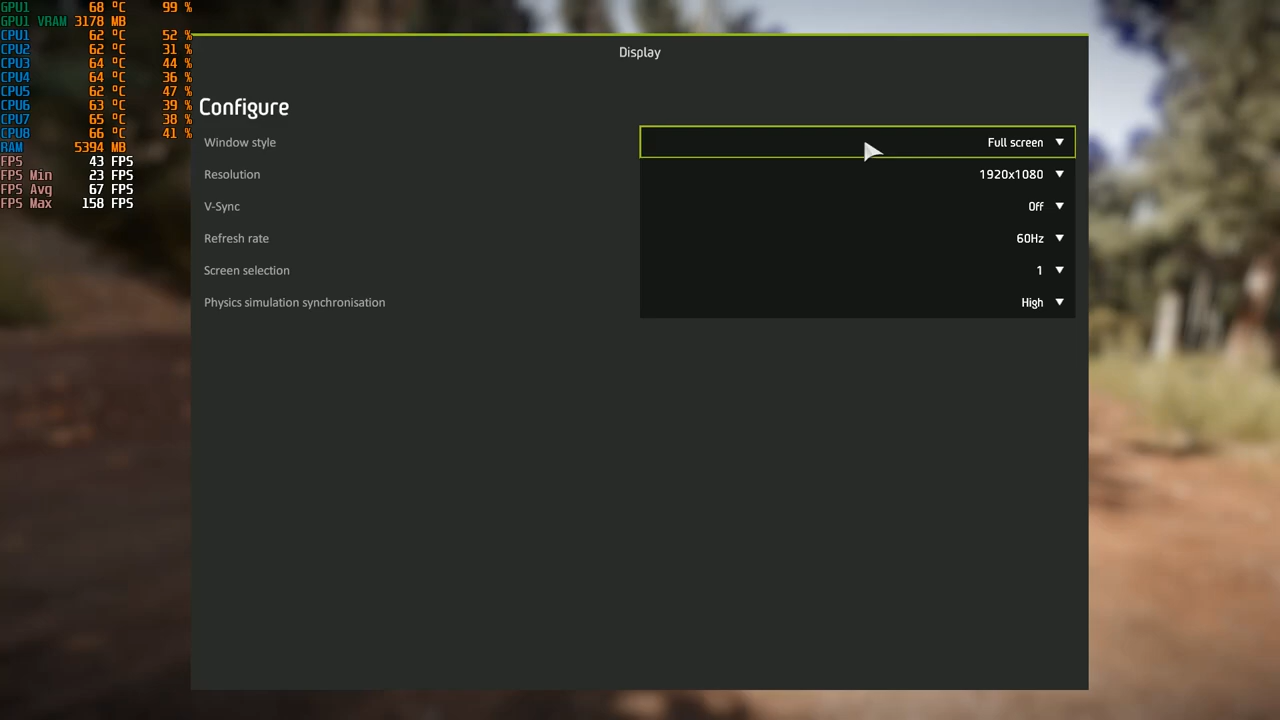 GPU1 68 °C 99 %
GPU1 VRAM 3178 MB
CPU1 62 °C 52 %
CPU2 62 °C 31 %
CPU3 64 °C 44 %
CPU4 64 °C 36 %
CPU5 62 °C 47 %
CPU6 63 °C 39 %
CPU7 65 °C 38 %
CPU8 66 °C 41 %
RAM 5394 MB
FPS 43 FPS
FPS Min 23 FPS
FPS Avg 67 FPS
FPS Max 158 FPS
Display
Configure
Window style Full screen
Resolution 1920x1080
V-Sync Off
Refresh rate 60Hz
Screen selection 1
Physics simulation synchronisation High